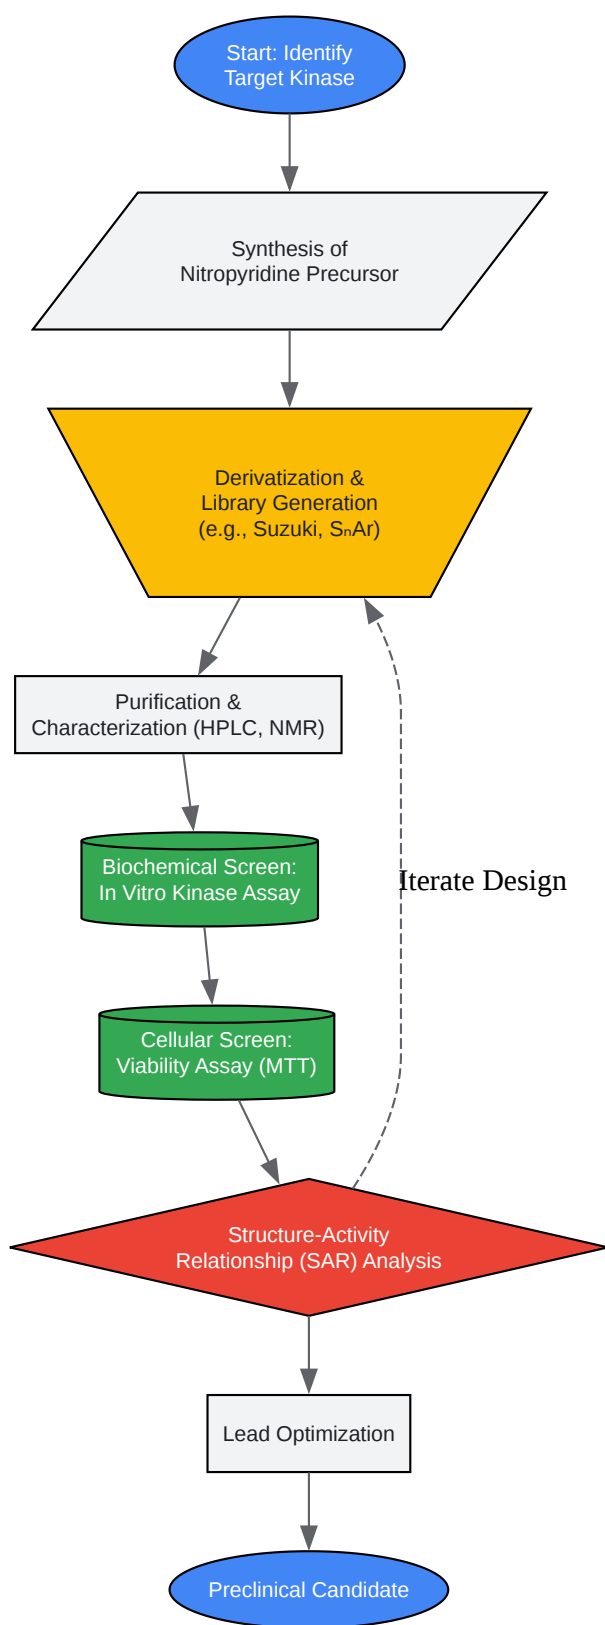 Start: Identify
Target Kinase
Synthesis of
Nitropyridine Precursor
Derivatization &
Library Generation
(e.g., Suzuki, SₙAr)
Purification &
Characterization (HPLC, NMR)
Biochemical Screen:
In Vitro Kinase Assay
Iterate Design
Cellular Screen:
Viability Assay (MTT)
Structure-Activity
Relationship (SAR) Analysis
Lead Optimization
Preclinical Candidate